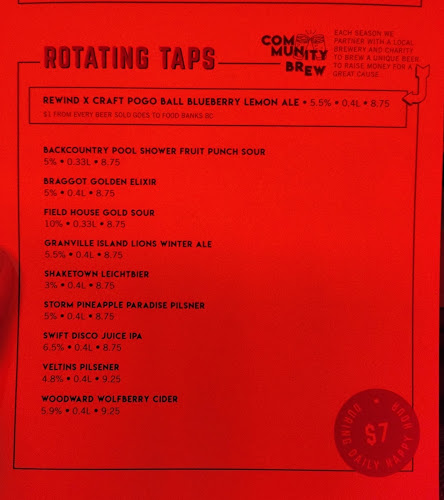 ROTATING TAPS
COM
MUNITY
BREW
EACH SEASON WE
PARTNER WITH A LOCAL
BREWERY AND CHARITY
TO BREW A UNIQUE BEER
TO RAISE MONEY FOR A
GREAT CAUSE.
REWIND X CRAFT POGO BALL BLUEBERRY LEMON ALE • 5.5% • 0.4L • 8.75
$1 FROM EVERY BEER SOLD GOES TO FOOD BANKS BC
BACKCOUNTRY POOL SHOWER FRUIT PUNCH SOUR
5% • 0.33L • 8.75
BRAGGOT GOLDEN ELIXIR
5% • 0.4L • 8.75
FIELD HOUSE GOLD SOUR
10% • 0.33L • 8.75
GRANVILLE ISLAND LIONS WINTER ALE
5.5% • 0.4L • 8.75
SHAKETOWN LEICHTBIER
3% • 0.4L • 8.75
STORM PINEAPPLE PARADISE PILSNER
5% • 0.4L • 8.75
SWIFT DISCO JUICE IPA
6.5% • 0.4L • 8.75
VELTINS PILSENER
4.8% • 0.4L • 9.25
WOODWARD WOLFBERRY CIDER
5.9% • 0.4L • 9.25
$7
DURING DAILY HAPPY HOUR